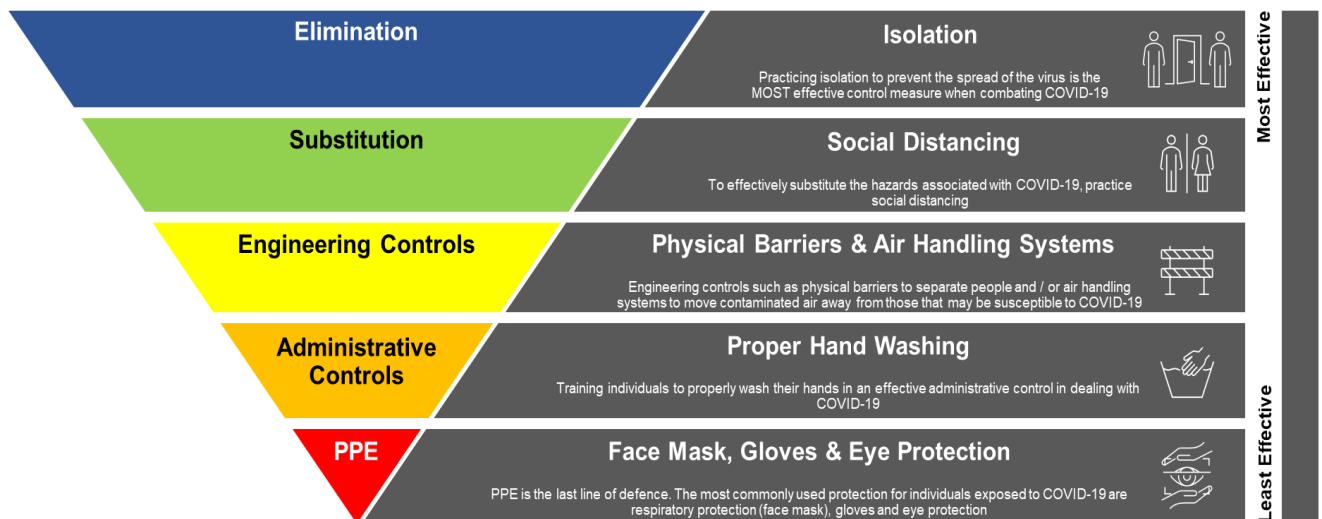 Elimination
Isolation
Practicing isolation to prevent the spread of the virus is the
MOST effective control measure when combating COVID-19
Substitution
Social Distancing
To effectively substitute the hazards associated with COVID-19, practice
social distancing
Engineering Controls
Physical Barriers & Air Handling Systems
Engineering controls such as physical barriers to separate people and / or air handling
systems to move contaminated air away from those that may be susceptible to COVID-19
Administrative
Controls
Proper Hand Washing
Training individuals to properly wash their hands in an effective administrative control in dealing with
COVID-19
PPE
Face Mask, Gloves & Eye Protection
PPE is the last line of defence. The most commonly used protection for individuals exposed to COVID-19 are
respiratory protection (face mask), gloves and eye protection
Most Effective
Least Effective